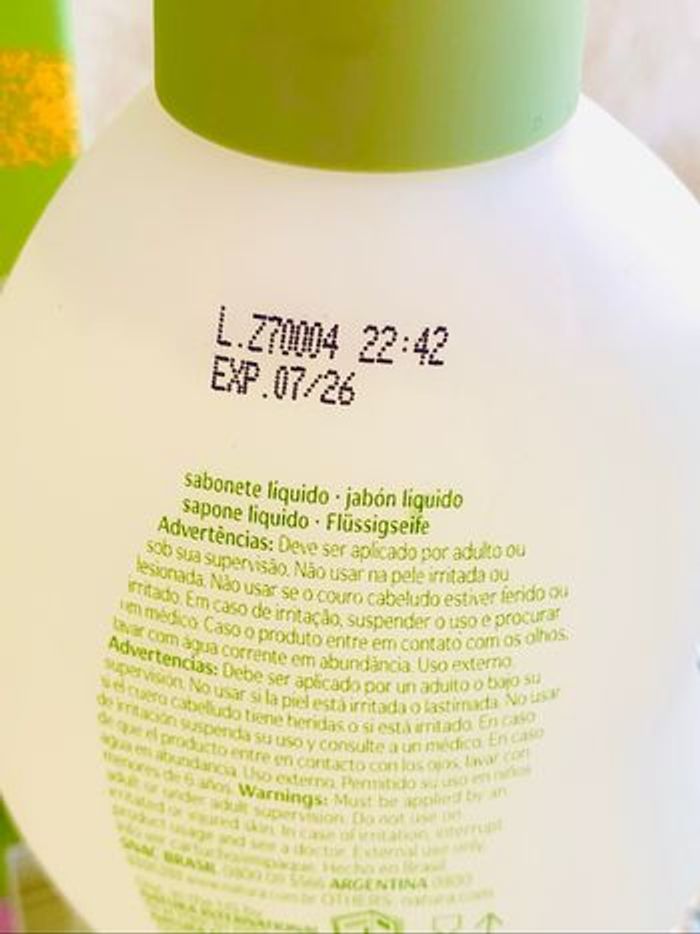 L.Z70004 22:42
EXP.07/26
sabonete líquido · jabón líquido
sapone liquido · Flüssigseife
Advertências: Deve ser aplicado por adulto ou
sob sua supervisão. Não usar na pele irritada ou
lesionada. Não usar se o couro cabeludo estiver ferido ou
irritado. Em caso de irritação, suspender o uso e procurar
um médico. Caso o produto entre em contato com os olhos,
lavar com água corrente em abundância. Uso externo.
Advertencias: Debe ser aplicado por un adulto o bajo su
supervisión. No usar si la piel está irritada o lastimada. No usar
si el cuero cabelludo tiene heridas o si está irritado. En caso
de irritación suspenda su uso y consulte a un médico. En caso
de que el producto entre en contacto con los ojos, lavar con
agua en abundancia. Uso externo. Permitido su uso en niños
menores de 6 años. Warnings: Must be applied by an
adult or under adult supervision. Do not use on
irritated or injured skin. In case of irritation, interrupt
product usage and see a doctor. External use only.
Hecho en Brasil
BRASIL ARGENTINA 0800
OTHERS: natura.com